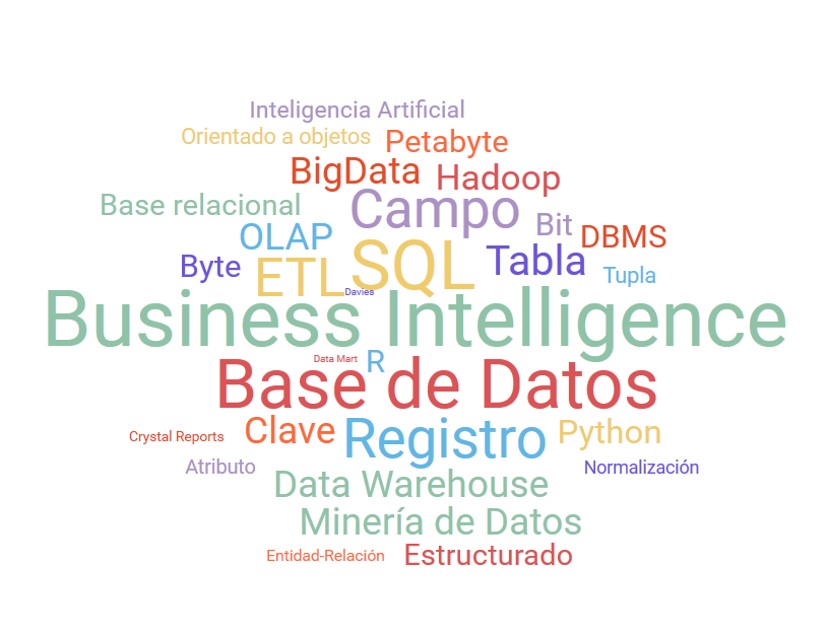 Inteligencia Artificial
Orientado a objetos
Petabyte
BigData
Hadoop
Base relacional
Campo
Bit
OLAP
DBMS
SQL
Tabla
Byte
ETL
Tupla
Davies
Business Intelligence
Data Mart
R
Base de Datos
Crystal Reports
Clave
Registro
Python
Atributo
Normalización
Data Warehouse
Minería de Datos
Entidad-Relación
Estructurado